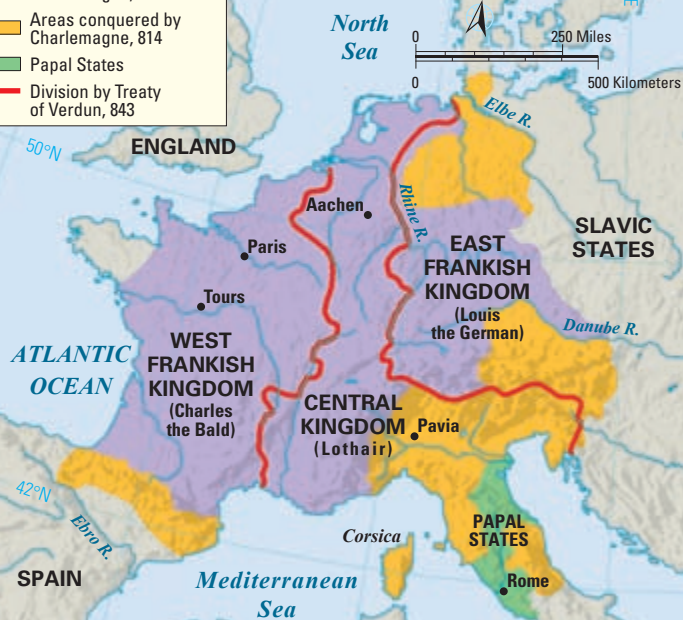 Areas conquered by
Charlemagne, 814
Papal States
Division by Treaty
of Verdun, 843
North
Sea
0
250 Miles
0
500 Kilometers
50°N
ENGLAND
Elbe R.
Aachen
Rhine R.
SLAVIC
STATES
Paris
EAST
FRANKISH
KINGDOM
(Louis
the German)
Tours
Danube R.
ATLANTIC
OCEAN
WEST
FRANKISH
KINGDOM
(Charles
the Bald)
CENTRAL
KINGDOM
(Lothair)
Pavia
42°N
Ebro R.
Corsica
PAPAL
STATES
SPAIN
Mediterranean
Sea
Rome